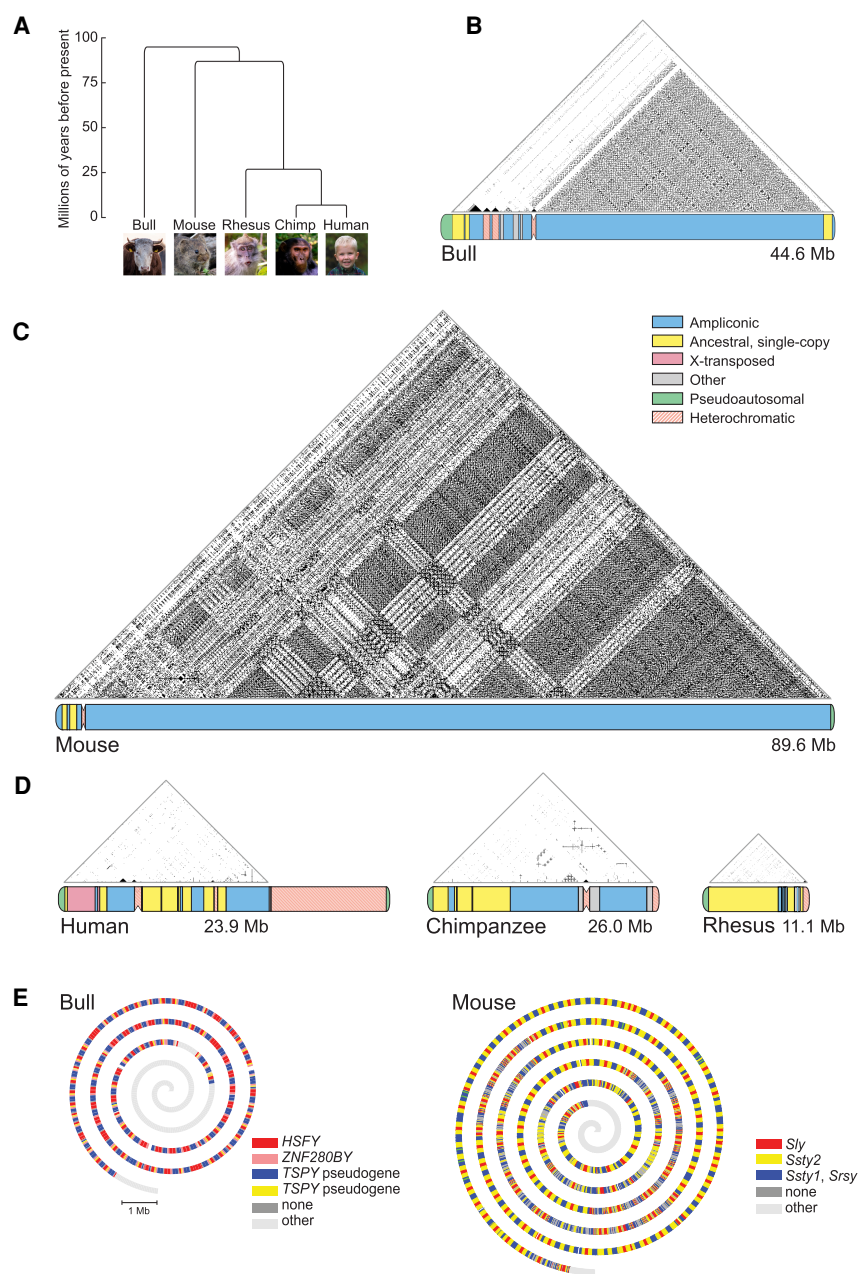 A
Millions of years before present
100
75
50
25
0
Bull Mouse Rhesus Chimp Human
B
Bull 44.6 Mb
C
Ampliconic
Ancestral, single-copy
X-transposed
Other
Pseudoautosomal
Heterochromatic
Mouse 89.6 Mb
D
Human 23.9 Mb
Chimpanzee 26.0 Mb
Rhesus 11.1 Mb
E
Bull
HSFY
ZNF280BY
TSPY pseudogene
TSPY pseudogene
none
other
1 Mb
Mouse
Sly
Ssty2
Ssty1, Srsy
none
other